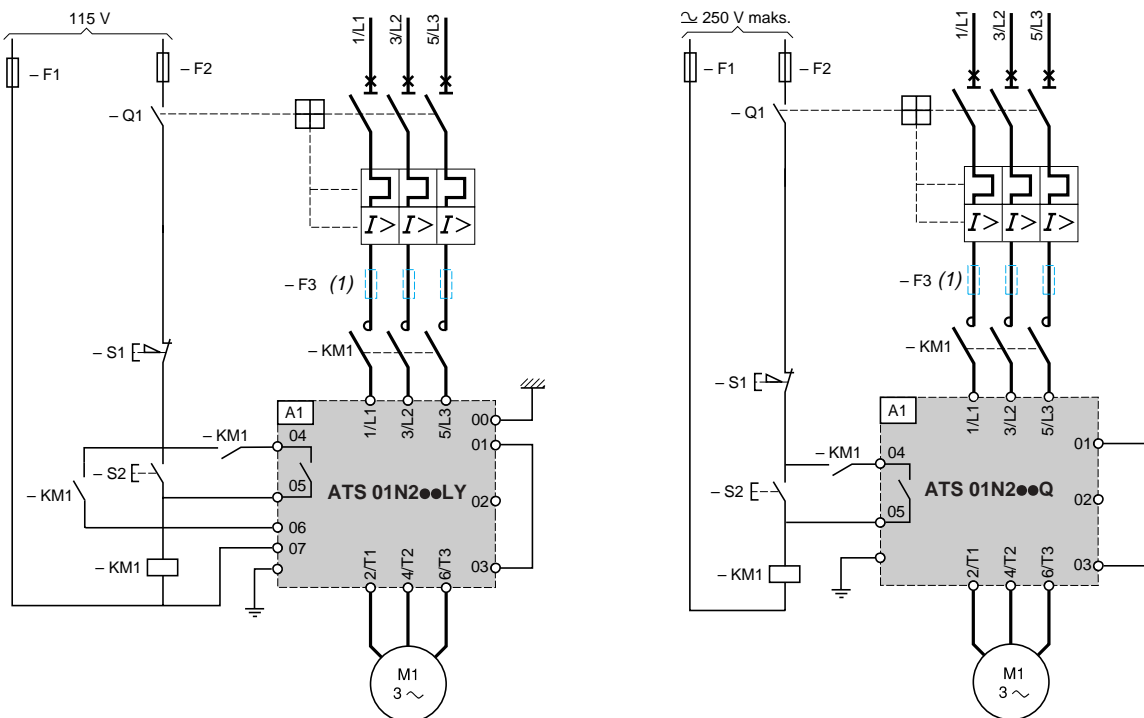 115 V
– F1
– F2
– Q1
1/L1
3/L2
5/L3
I>
I>
I>
– F3 (1)
– KM1
– S1
A1
1/L1
3/L2
5/L3
00
01
– KM1
04
– S2
05
– KM1
ATS 01N2●●LY
02
06
07
– KM1
2/T1
4/T2
6/T3
03
M1
3 ~
≃ 250 V maks.
– F1
– F2
– Q1
1/L1
3/L2
5/L3
I>
I>
I>
– F3 (1)
– KM1
– S1
A1
1/L1
3/L2
5/L3
01
– KM1
04
– S2
ATS 01N2●●Q
02
05
– KM1
2/T1
4/T2
6/T3
03
M1
3 ~